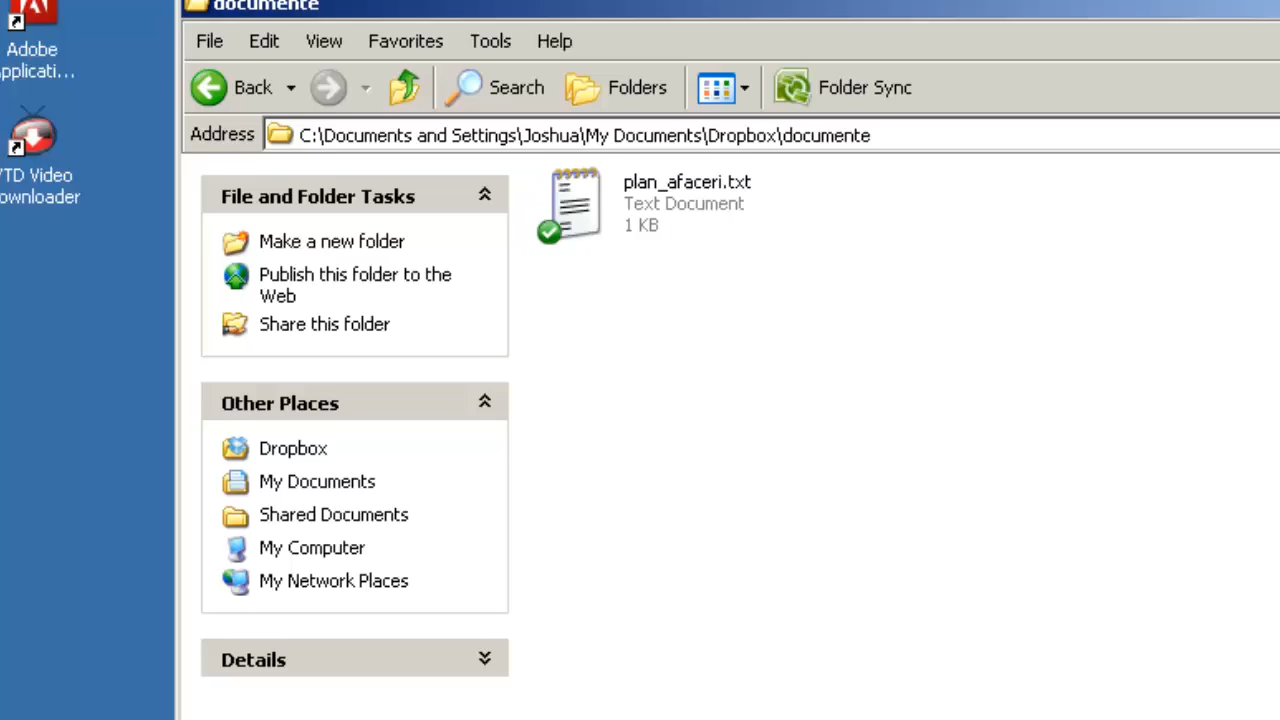 documente
Adobe
Applicati...
File Edit View Favorites Tools Help
Back Search Folders Folder Sync
Address C:\Documents and Settings\Joshua\My Documents\Dropbox\documente
VTD Video
ownloader
File and Folder Tasks
Make a new folder
Publish this folder to the
Web
Share this folder
Other Places
Dropbox
My Documents
Shared Documents
My Computer
My Network Places
Details
plan_afaceri.txt
Text Document
1 KB